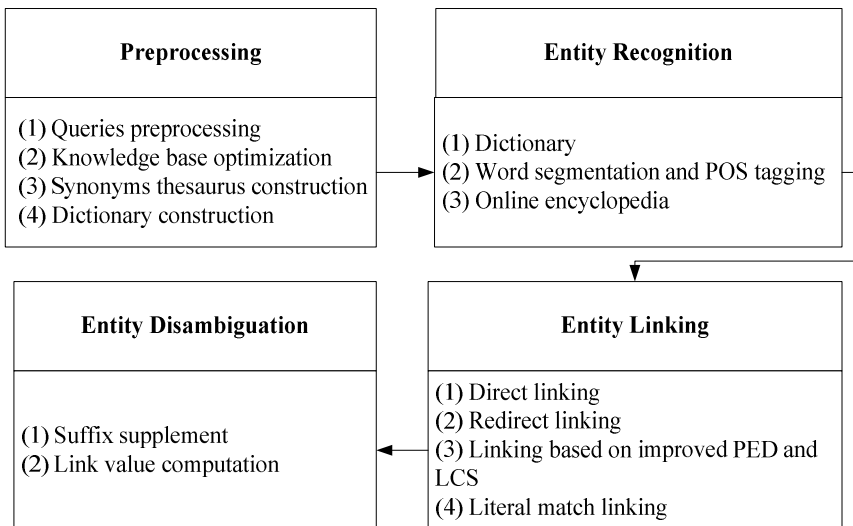 Preprocessing
(1) Queries preprocessing
(2) Knowledge base optimization
(3) Synonyms thesaurus construction
(4) Dictionary construction
Entity Recognition
(1) Dictionary
(2) Word segmentation and POS tagging
(3) Online encyclopedia
Entity Linking
(1) Direct linking
(2) Redirect linking
(3) Linking based on improved PED and
LCS
(4) Literal match linking
Entity Disambiguation
(1) Suffix supplement
(2) Link value computation